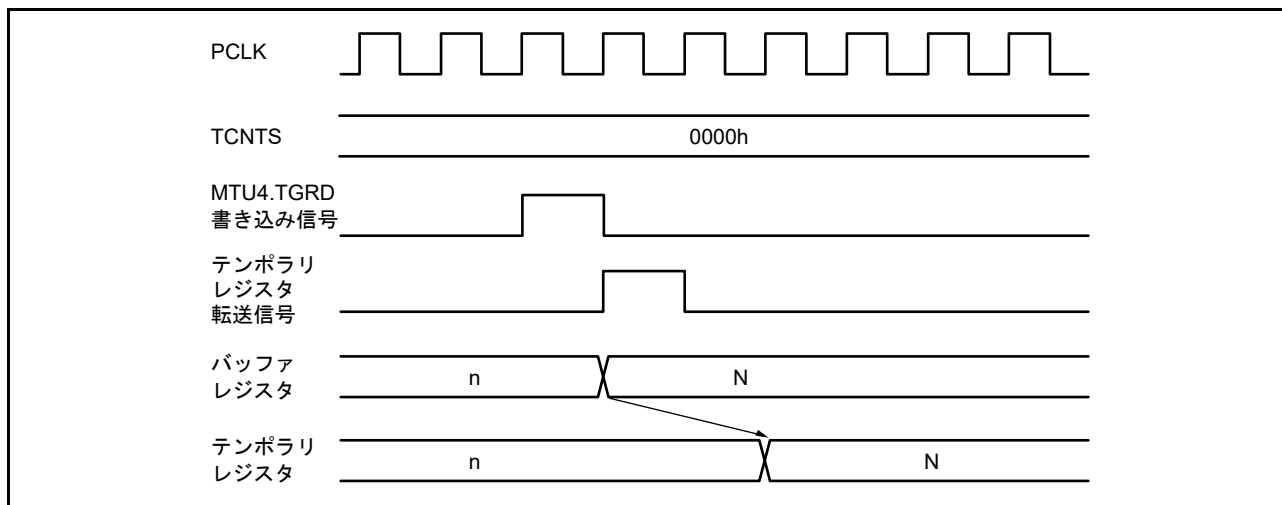 PCLK
TCNTS
0000h
MTU4.TGRD
書き込み信号
テンポラリ
レジスタ
転送信号
バッファ
レジスタ
n
N
テンポラリ
レジスタ
n
N